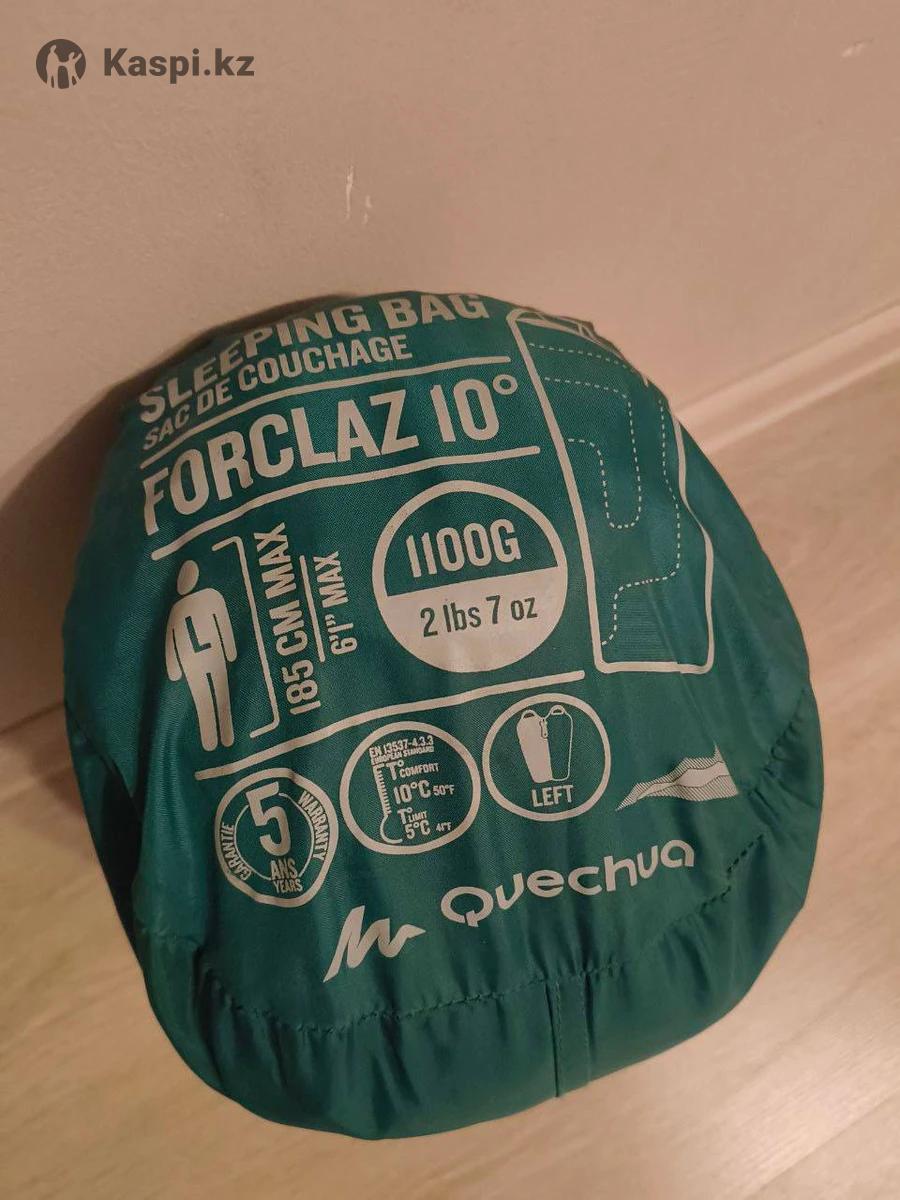 Kaspi.kz
SLEEPING BAG
SAC DE COUCHAGE
FORCLAZ 10°
L
185 CM MAX
6'1" MAX
1100G
2 lbs 7 oz
GARANTIE
5
ANS
YEARS
WARRANTY
EN 13537-4.3.3
EUROPEAN STANDARD
T° COMFORT
10°C 50°F
T° LIMIT
5°C 41°F
LEFT
Quechua